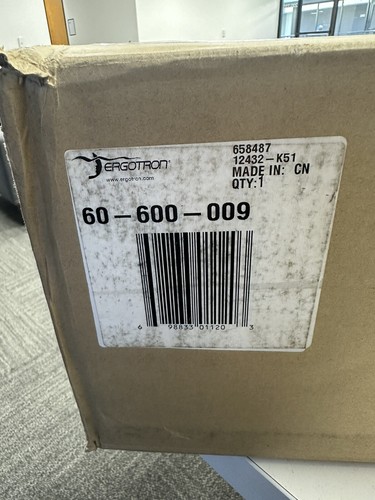 ERGOTRON®
www.ergotron.com
658487
12432-K51
MADE IN: CN
QTY:1
60-600-009
6 98833 01120 3